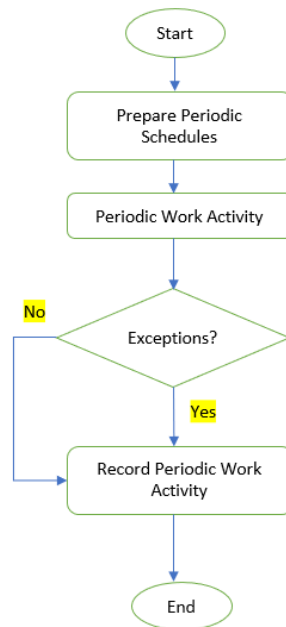 Start
Prepare Periodic
Schedules
Periodic Work Activity
No
Exceptions?
Yes
Record Periodic Work
Activity
End